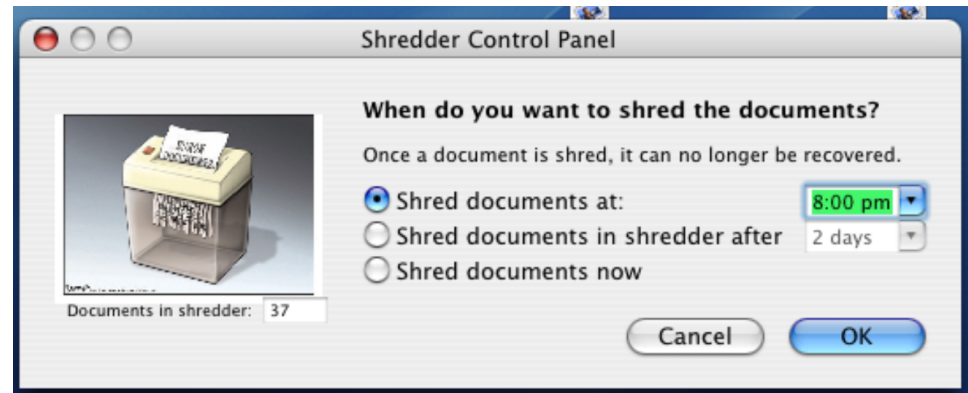 Shredder Control Panel
When do you want to shred the documents?
Once a document is shred, it can no longer be recovered.
Shred documents at: 8:00 pm
Shred documents in shredder after 2 days
Shred documents now
Documents in shredder: 37
Cancel OK